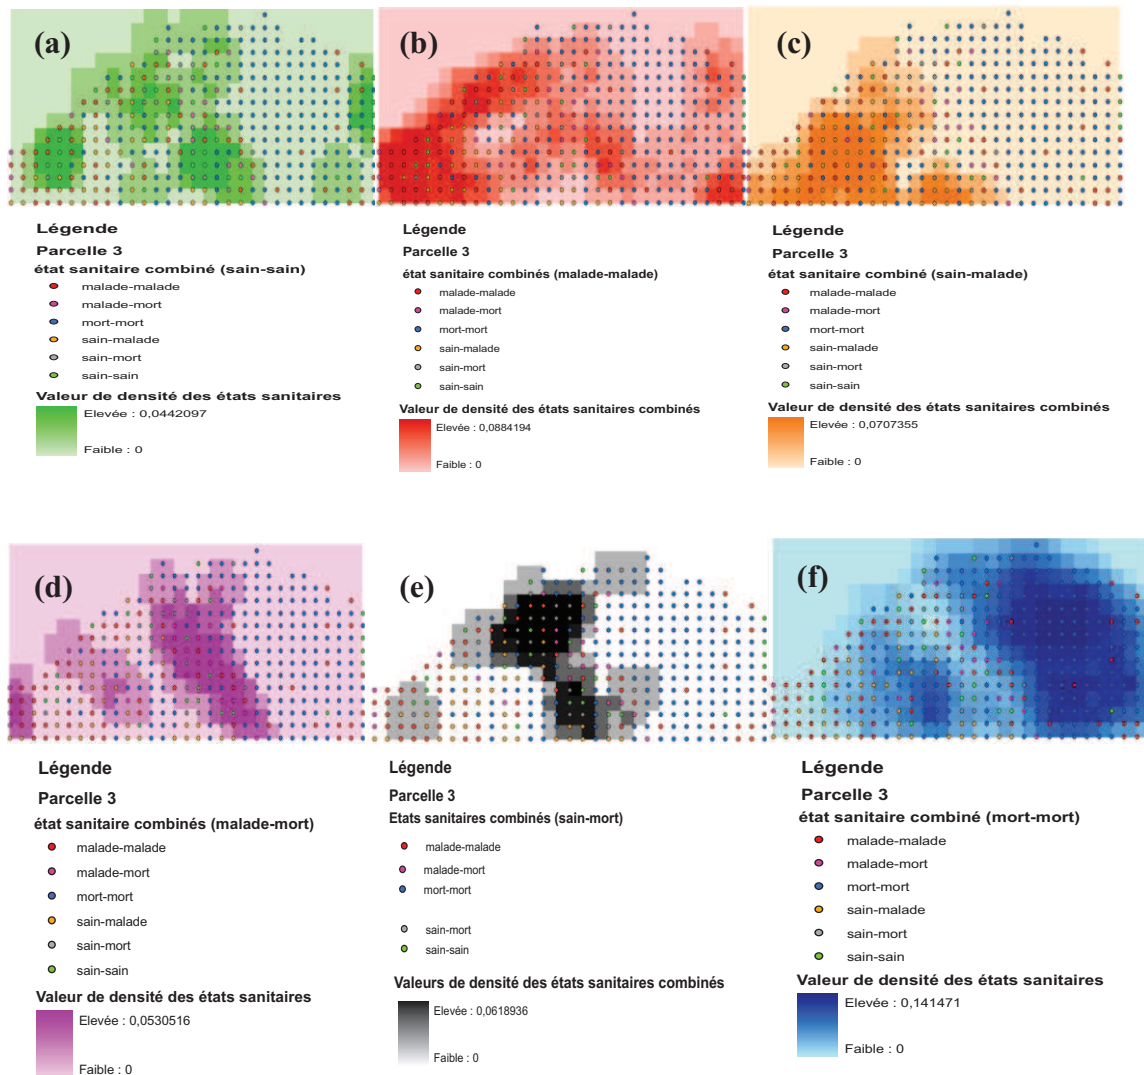 (a)
Légende
Parcelle 3
état sanitaire combiné (sain-sain)
malade-malade
malade-mort
mort-mort
sain-malade
sain-mort
sain-sain
Valeur de densité des états sanitaires
Elevée : 0,0442097
Faible : 0
(b)
Légende
Parcelle 3
état sanitaire combinés (malade-malade)
malade-malade
malade-mort
mort-mort
sain-malade
sain-mort
sain-sain
Valeur de densité des états sanitaires combinés
Elevée : 0,0884194
Faible : 0
(c)
Légende
Parcelle 3
état sanitaire combiné (sain-malade)
malade-malade
malade-mort
mort-mort
sain-malade
sain-mort
sain-sain
Valeur de densité des états sanitaires combinés
Elevée : 0,0707355
Faible : 0
(d)
Légende
Parcelle 3
état sanitaire combinés (malade-mort)
malade-malade
malade-mort
mort-mort
sain-malade
sain-mort
sain-sain
Valeur de densité des états sanitaires
Elevée : 0,0530516
Faible : 0
(e)
Légende
Parcelle 3
Etats sanitaires combinés (sain-mort)
malade-malade
malade-mort
mort-mort
sain-mort
sain-sain
Valeurs de densité des états sanitaires combinés
Elevée : 0,0618936
Faible : 0
(f)
Légende
Parcelle 3
état sanitaire combiné (mort-mort)
malade-malade
malade-mort
mort-mort
sain-malade
sain-mort
sain-sain
Valeur de densité des états sanitaires
Elevée : 0,141471
Faible : 0